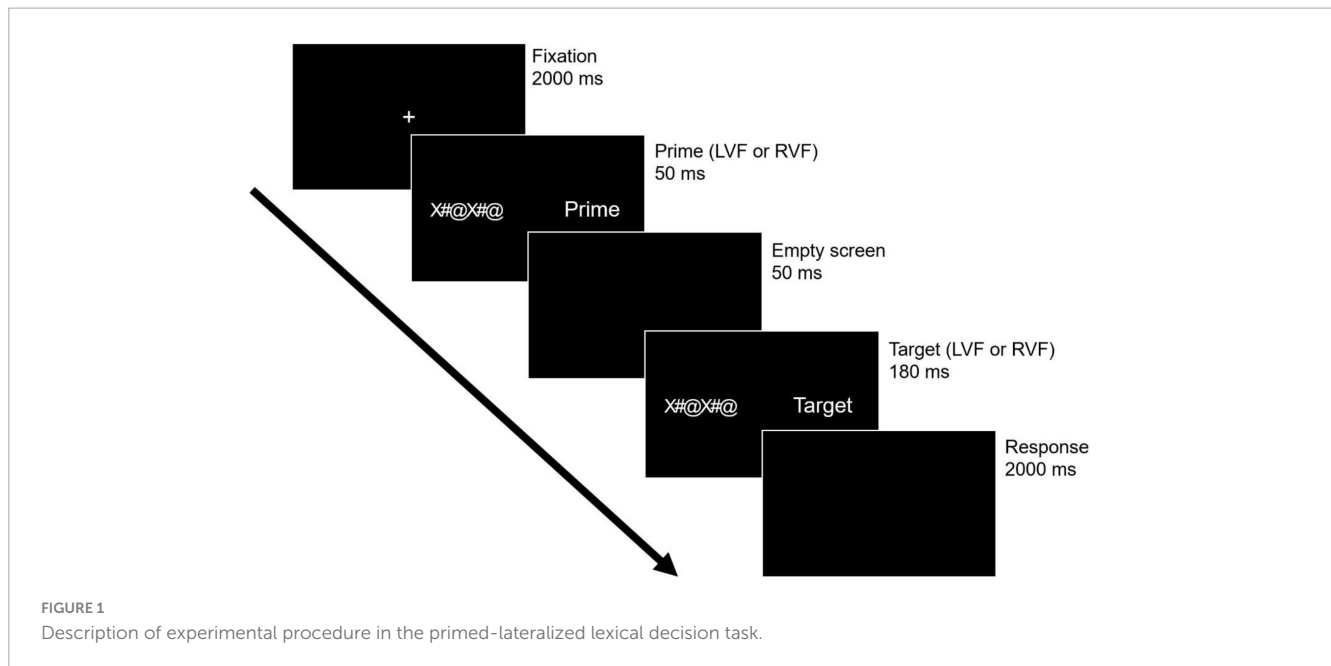 Fixation
2000 ms
+
Prime (LVF or RVF)
50 ms
X#@X#@ Prime
Empty screen
50 ms
Target (LVF or RVF)
180 ms
X#@X#@ Target
Response
2000 ms
FIGURE 1
Description of experimental procedure in the primed-lateralized lexical decision task.